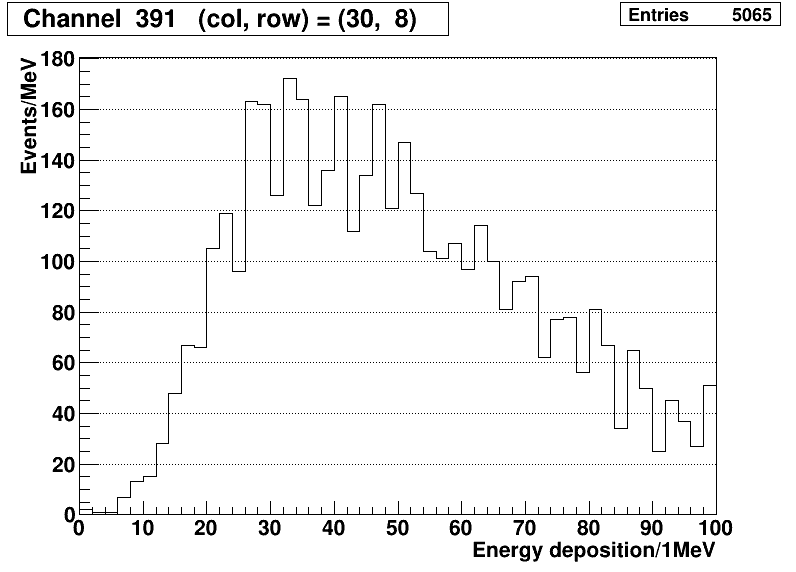 Channel 391 (col, row) = (30, 8)
Entries 5065
Events/MeV
180
160
140
120
100
80
60
40
20
0
0 10 20 30 40 50 60 70 80 90 100
Energy deposition/1MeV